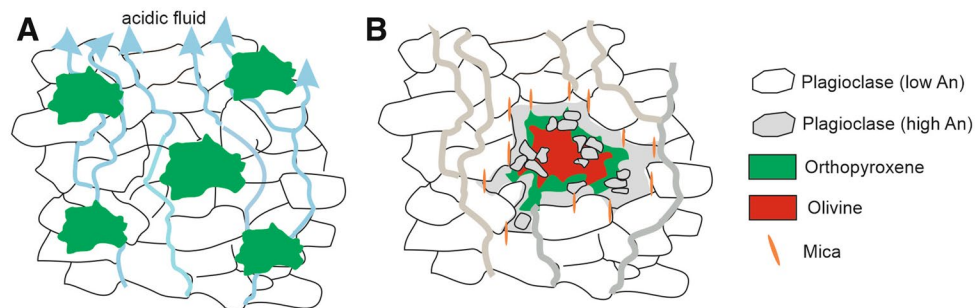 A
acidic fluid
B
Plagioclase (low An)
Plagioclase (high An)
Orthopyroxene
Olivine
Mica